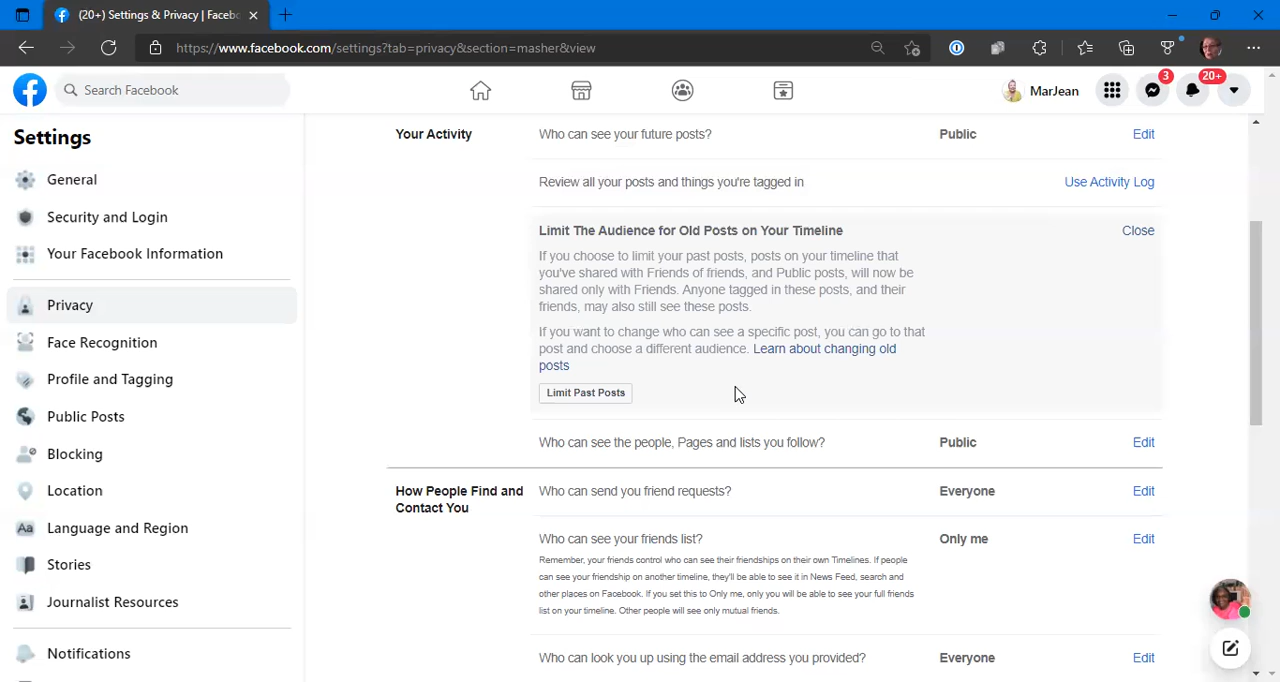 (20+) Settings & Privacy | Faceb
https://www.facebook.com/settings?tab=privacy&section=masher&view
Search Facebook
MarJean
3
20+
Settings
General
Security and Login
Your Facebook Information
Privacy
Face Recognition
Profile and Tagging
Public Posts
Blocking
Location
Aa Language and Region
Stories
Journalist Resources
Notifications
Your Activity
Who can see your future posts? Public Edit
Review all your posts and things you're tagged in Use Activity Log
Limit The Audience for Old Posts on Your Timeline Close
If you choose to limit your past posts, posts on your timeline that
you've shared with Friends of friends, and Public posts, will now be
shared only with Friends. Anyone tagged in these posts, and their
friends, may also still see these posts.
If you want to change who can see a specific post, you can go to that
post and choose a different audience. Learn about changing old
posts
Limit Past Posts
Who can see the people, Pages and lists you follow? Public Edit
How People Find and
Contact You
Who can send you friend requests? Everyone Edit
Who can see your friends list? Only me Edit
Remember, your friends control who can see their friendships on their own Timelines. If people
can see your friendship on another timeline, they'll be able to see it in News Feed, search and
other places on Facebook. If you set this to Only me, only you will be able to see your full friends
list on your timeline. Other people will see only mutual friends.
Who can look you up using the email address you provided? Everyone Edit